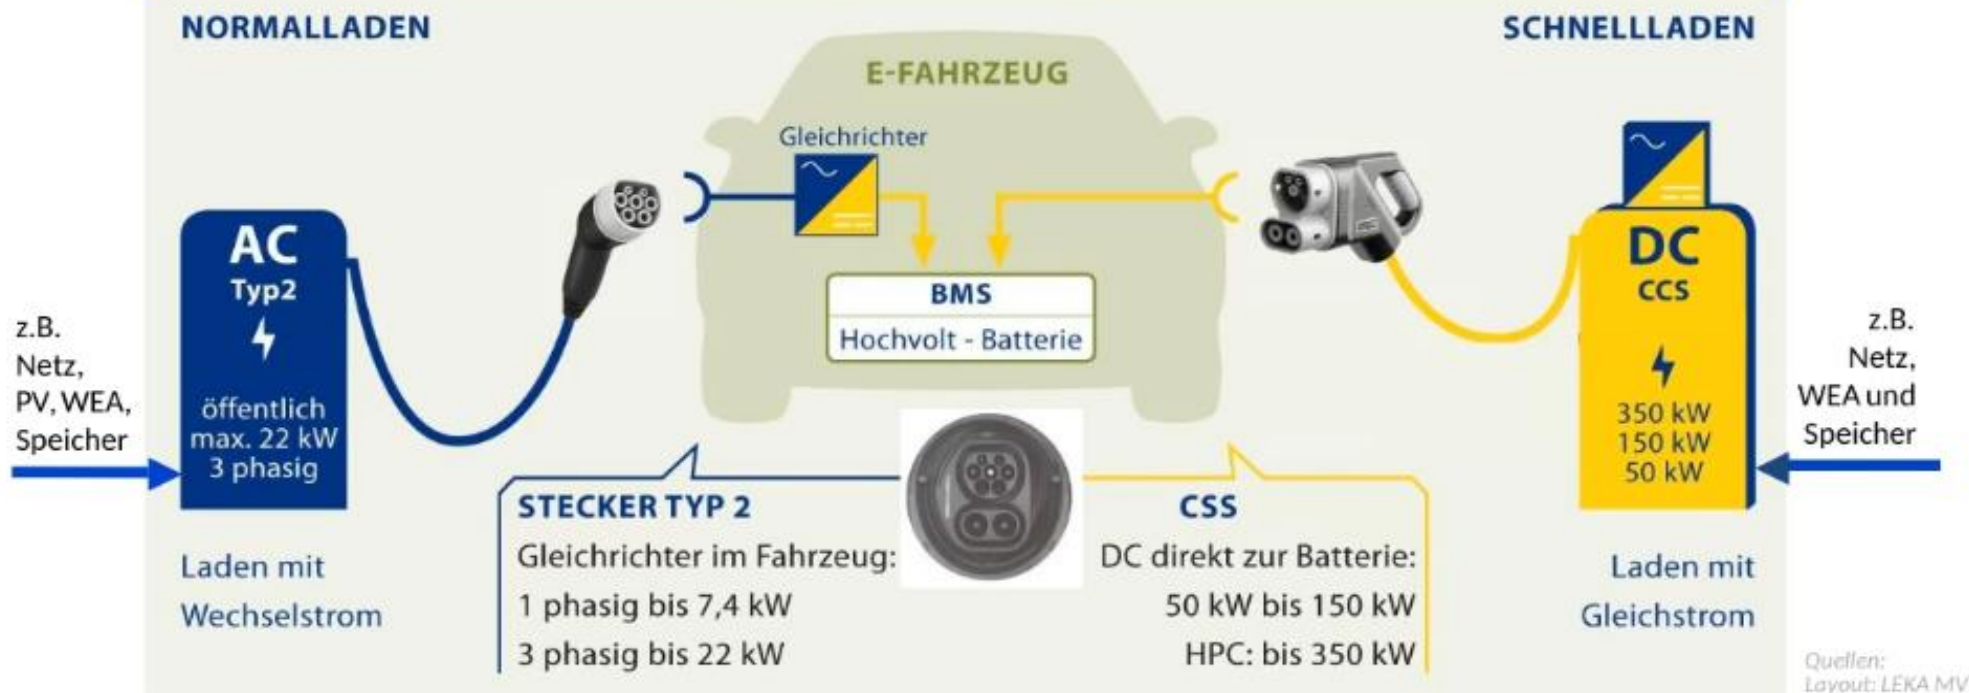 NORMALLADEN
SCHNELLLADEN
E-FAHRZEUG
Gleichrichter
AC
Typ2
öffentlich
max. 22 kW
3 phasig
z.B.
Netz,
PV, WEA,
Speicher
BMS
Hochvolt - Batterie
DC
CCS
350 kW
150 kW
50 kW
z.B.
Netz,
WEA und
Speicher
Laden mit
Wechselstrom
STECKER TYP 2
Gleichrichter im Fahrzeug:
1 phasig bis 7,4 kW
3 phasig bis 22 kW
CSS
DC direkt zur Batterie:
50 kW bis 150 kW
HPC: bis 350 kW
Laden mit
Gleichstrom
Quellen:
Layout: LEKA MV